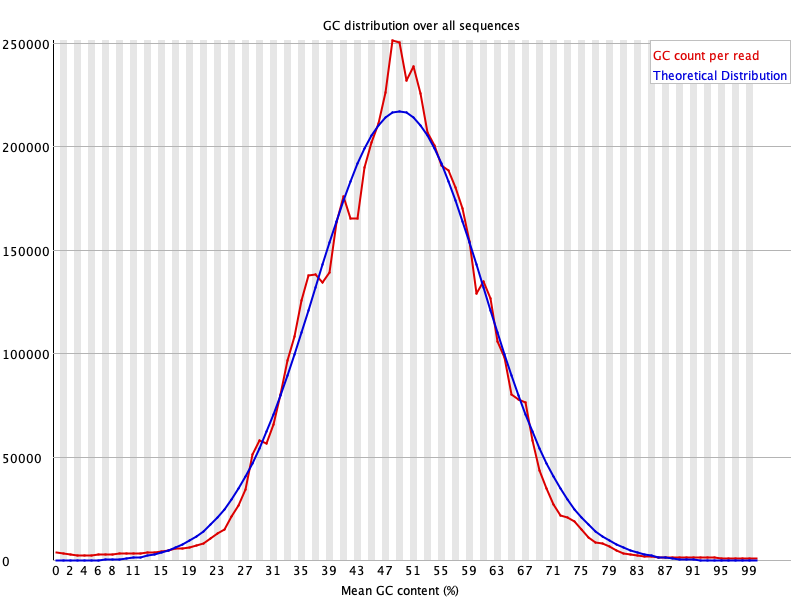 GC distribution over all sequences
GC count per read
Theoretical Distribution
250000
200000
150000
100000
50000
0
0 2 4 6 8 11 15 19 23 27 31 35 39 43 47 51 55 59 63 67 71 75 79 83 87 91 95 99
Mean GC content (%)